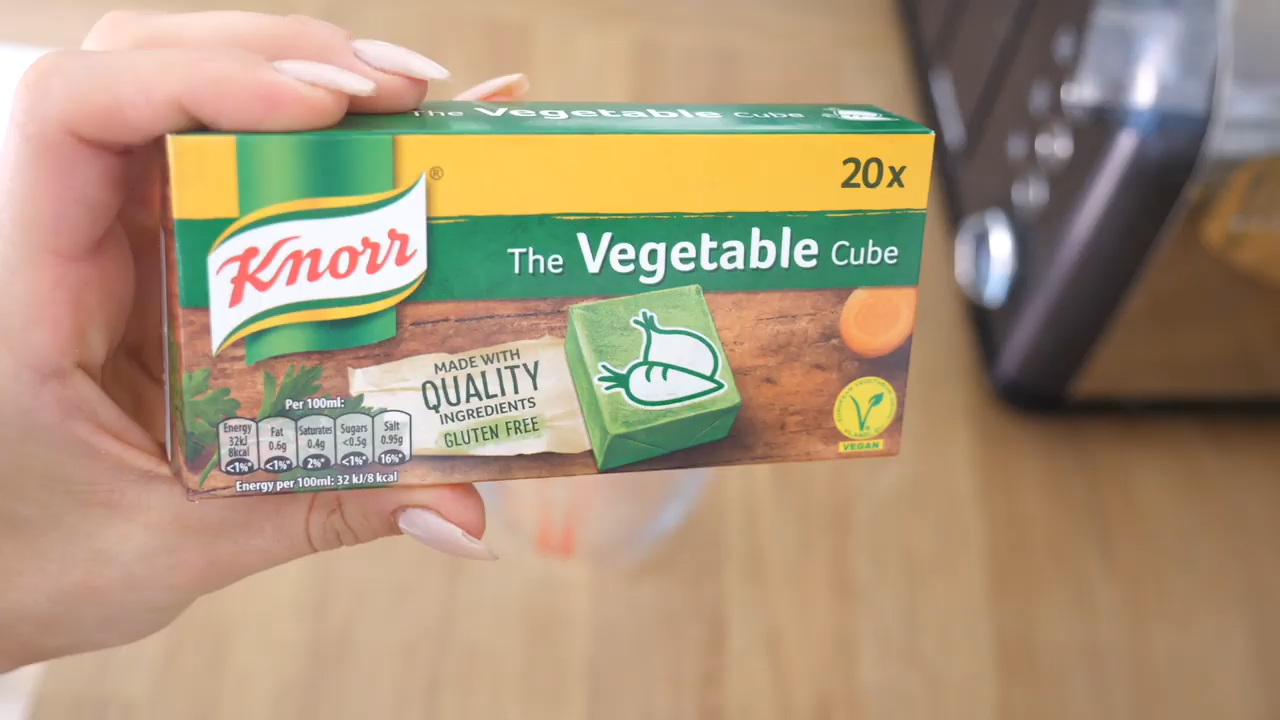 The Vegetable Cube
20x
Knorr®
The Vegetable Cube
MADE WITH
QUALITY
INGREDIENTS
GLUTEN FREE
Per 100ml:
Energy
32kJ
8kcal
<1%*
Fat
0.6g
<1%*
Saturates
0.4g
2%*
Sugars
<0.5g
<1%*
Salt
0.95g
16%*
Energy per 100ml: 32 kJ/8 kcal
EUROPEAN VEGETARIAN
VEGAN